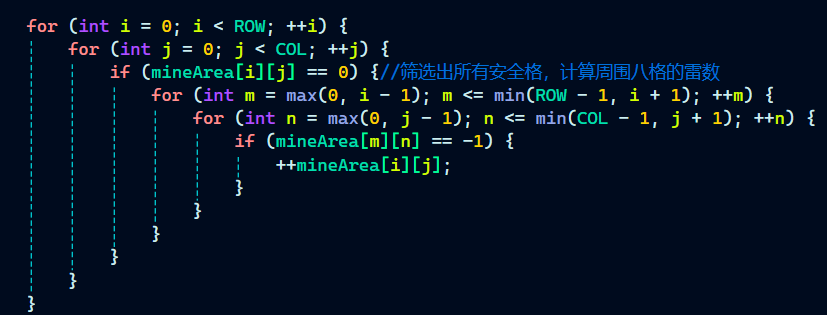 for (int i = 0; i < ROW; ++i) {
    for (int j = 0; j < COL; ++j) {
        if (mineArea[i][j] == 0) {//筛选出所有安全格，计算周围八格的雷数
            for (int m = max(0, i - 1); m <= min(ROW - 1, i + 1); ++m) {
                for (int n = max(0, j - 1); n <= min(COL - 1, j + 1); ++n) {
                    if (mineArea[m][n] == -1) {
                        ++mineArea[i][j];
                    }
                }
            }
        }
    }
}